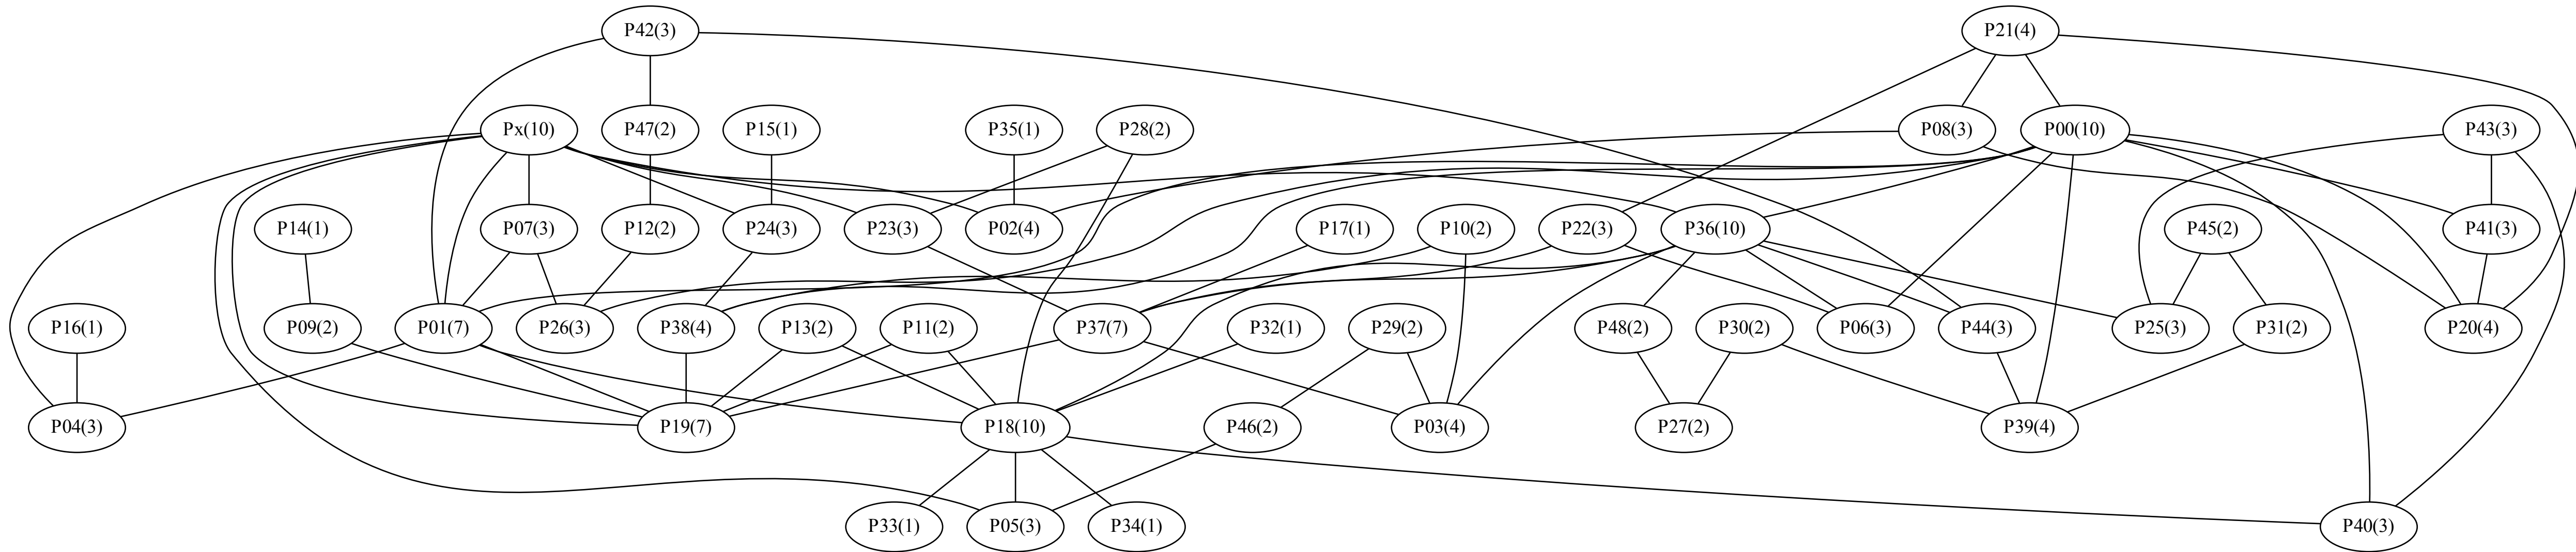 P42(3) P21(4)
Px(10) P47(2) P15(1) P35(1) P28(2) P08(3) P00(10) P43(3)
P14(1) P07(3) P12(2) P24(3) P23(3) P02(4) P17(1) P10(2) P22(3) P36(10) P45(2) P41(3)
P16(1) P09(2) P01(7) P26(3) P38(4) P13(2) P11(2) P37(7) P32(1) P29(2) P48(2) P30(2) P06(3) P44(3) P25(3) P31(2) P20(4)
P04(3) P19(7) P18(10) P46(2) P03(4) P27(2) P39(4)
P33(1) P05(3) P34(1) P40(3)